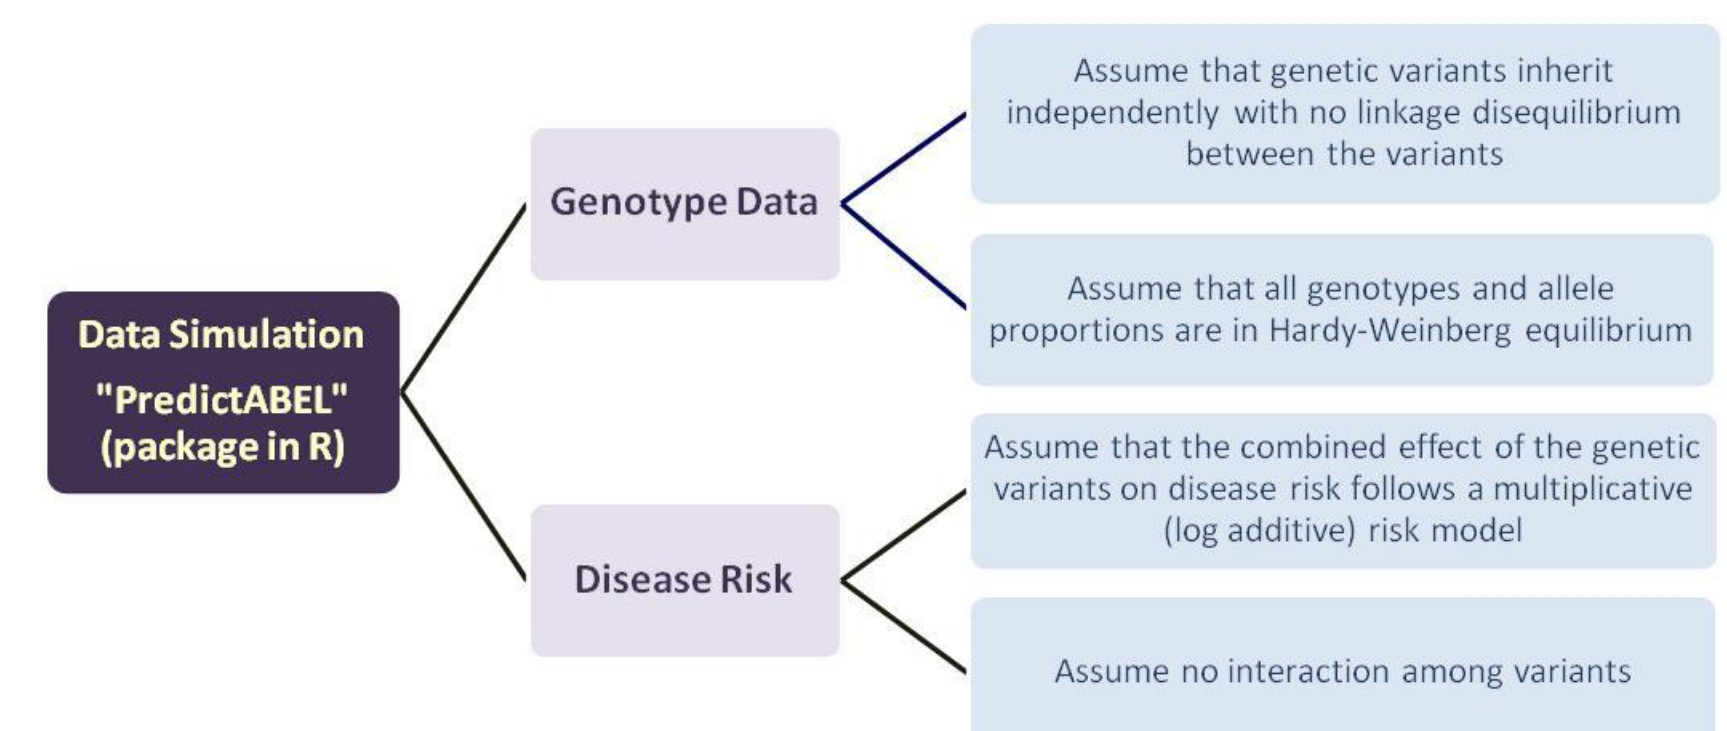 Data Simulation
"PredictABEL"
(package in R)
Genotype Data
Assume that genetic variants inherit
independently with no linkage disequilibrium
between the variants
Assume that all genotypes and allele
proportions are in Hardy-Weinberg equilibrium
Disease Risk
Assume that the combined effect of the genetic
variants on disease risk follows a multiplicative
(log additive) risk model
Assume no interaction among variants